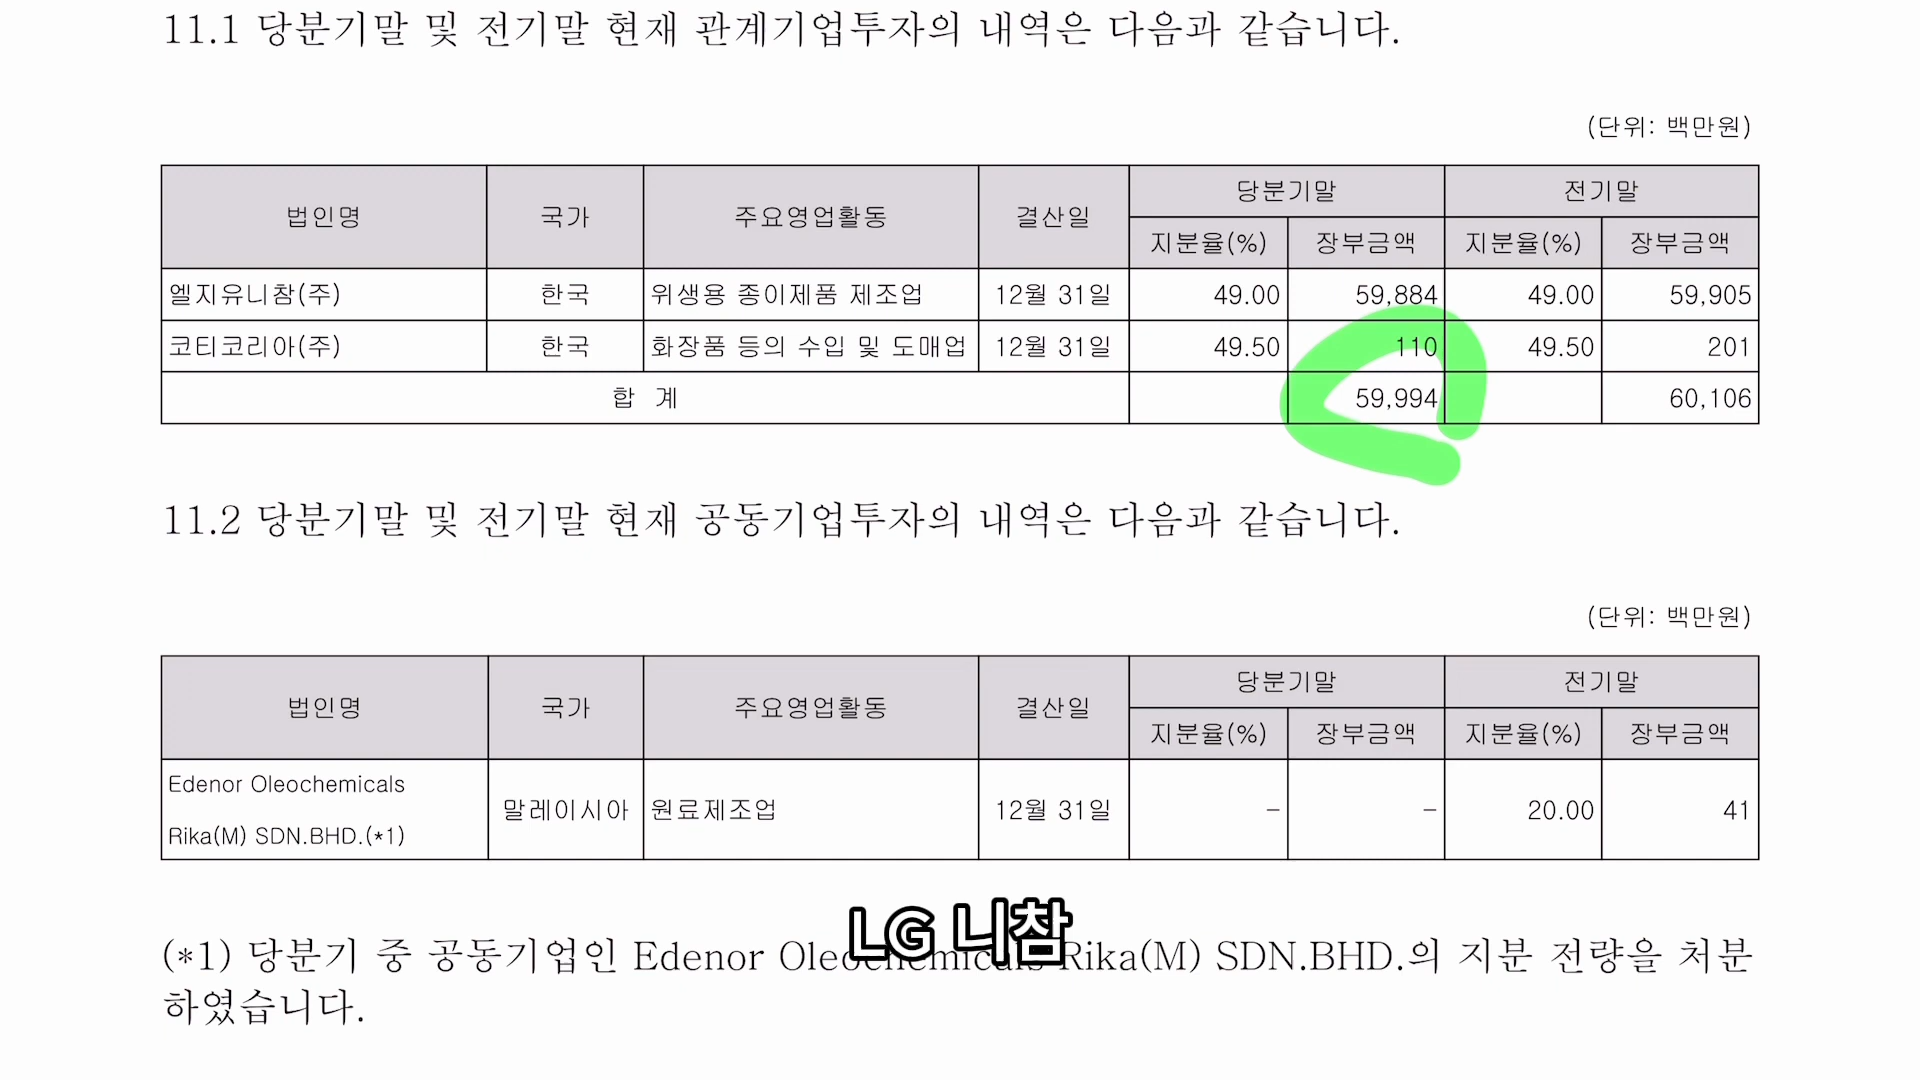 11.1 당분기말 및 전기말 현재 관계기업투자의 내역은 다음과 같습니다.
(단위: 백만원)
법인명 국가 주요영업활동 결산일 당분기말 전기말
지분율(%) 장부금액 지분율(%) 장부금액
엘지유니참(주) 한국 위생용 종이제품 제조업 12월 31일 49.00 59,884 49.00 59,905
코티코리아(주) 한국 화장품 등의 수입 및 도매업 12월 31일 49.50 110 49.50 201
합 계 59,994 60,106
11.2 당분기말 및 전기말 현재 공동기업투자의 내역은 다음과 같습니다.
(단위: 백만원)
법인명 국가 주요영업활동 결산일 당분기말 전기말
지분율(%) 장부금액 지분율(%) 장부금액
Edenor Oleochemicals
Rika(M) SDN.BHD.(*1) 말레이시아 원료제조업 12월 31일 - - 20.00 41
LG 니참
(*1) 당분기 중 공동기업인 Edenor Oleochemicals Rika(M) SDN.BHD.의 지분 전량을 처분
하였습니다.